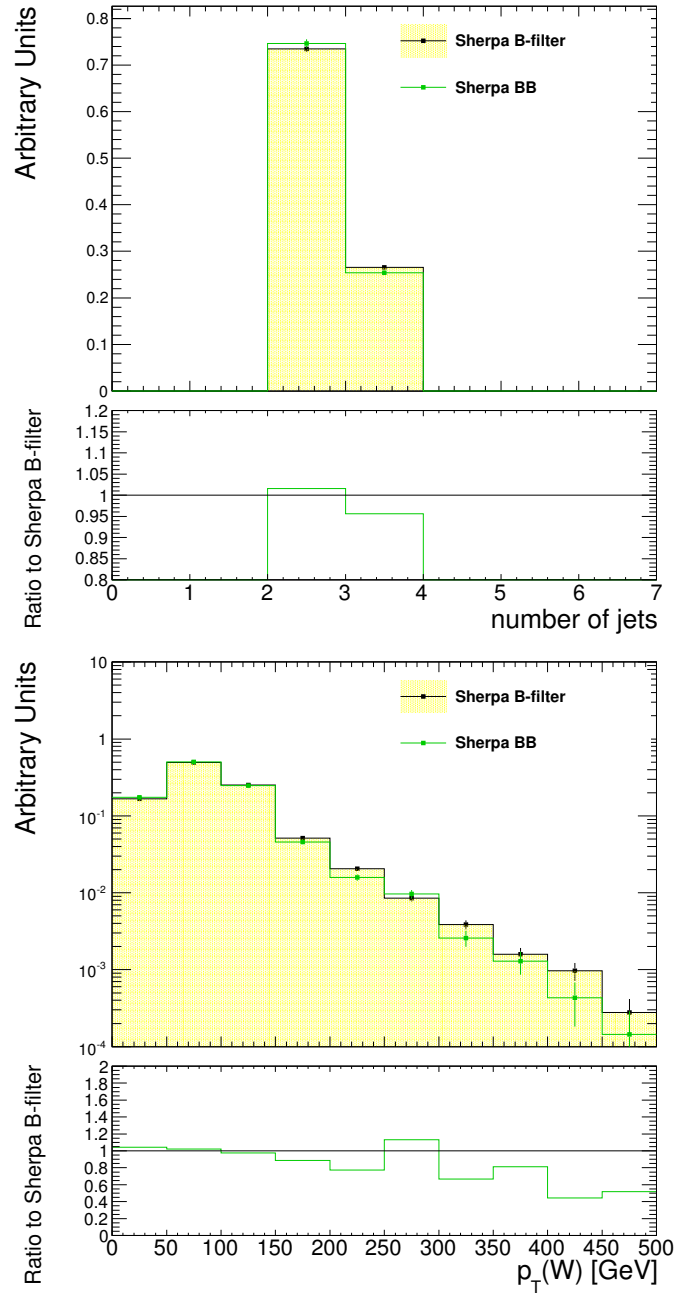 Arbitrary Units
0.8
0.7
0.6
0.5
0.4
0.3
0.2
0.1
0
Sherpa B-filter
Sherpa BB
Ratio to Sherpa B-filter
1.2
1.15
1.1
1.05
1
0.95
0.9
0.85
0.8
0 1 2 3 4 5 6 7
number of jets
Arbitrary Units
10
1
10⁻¹
10⁻²
10⁻³
10⁻⁴
Sherpa B-filter
Sherpa BB
Ratio to Sherpa B-filter
2
1.8
1.6
1.4
1.2
1
0.8
0.6
0.4
0.2
0
0 50 100 150 200 250 300 350 400 450 500
p_T(W) [GeV]